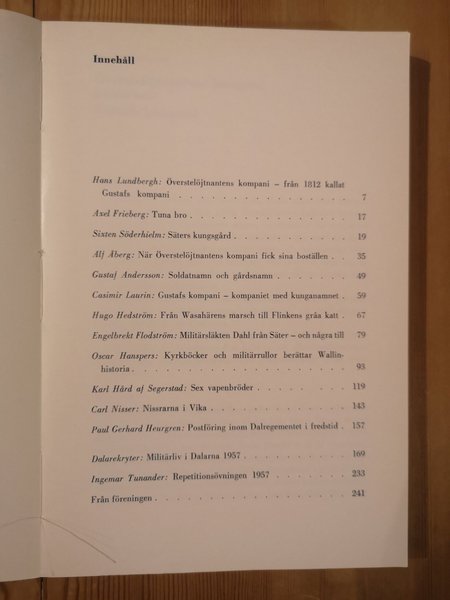 Innehåll
Hans Lundbergh: Överstelöjtnantens kompani – från 1812 kallat
Gustafs kompani . . . . . . . . . . . . . . 7
Axel Frieberg: Tuna bro . . . . . . . . . . . . . 17
Sixten Söderhielm: Säters kungsgård . . . . . . . . . . 19
Alf Åberg: När Överstelöjtnantens kompani fick sina boställen . 35
Gustaf Andersson: Soldatnamn och gårdsnamn . . . . . . . 49
Casimir Laurin: Gustafs kompani – kompaniet med kunganamnet . 59
Hugo Hedström: Från Wasahärens marsch till Flinkens gråa katt . 67
Engelbrekt Flodström: Militärsläkten Dahl från Säter – och några till 79
Oscar Hanspers: Kyrkböcker och militärrullor berättar Wallin-
historia . . . . . . . . . . . . . . . . 93
Karl Hård af Segerstad: Sex vapenbröder . . . . . . . . 119
Carl Nisser: Nissrarna i Vika . . . . . . . . . . . 143
Paul Gerhard Heurgren: Postföring inom Dalregementet i fredstid . 157
Dalarekryter: Militärliv i Dalarna 1957 . . . . . . . . . 169
Ingemar Tunander: Repetitionsövningen 1957 . . . . . . . 233
Från föreningen . . . . . . . . . . . . . . 241